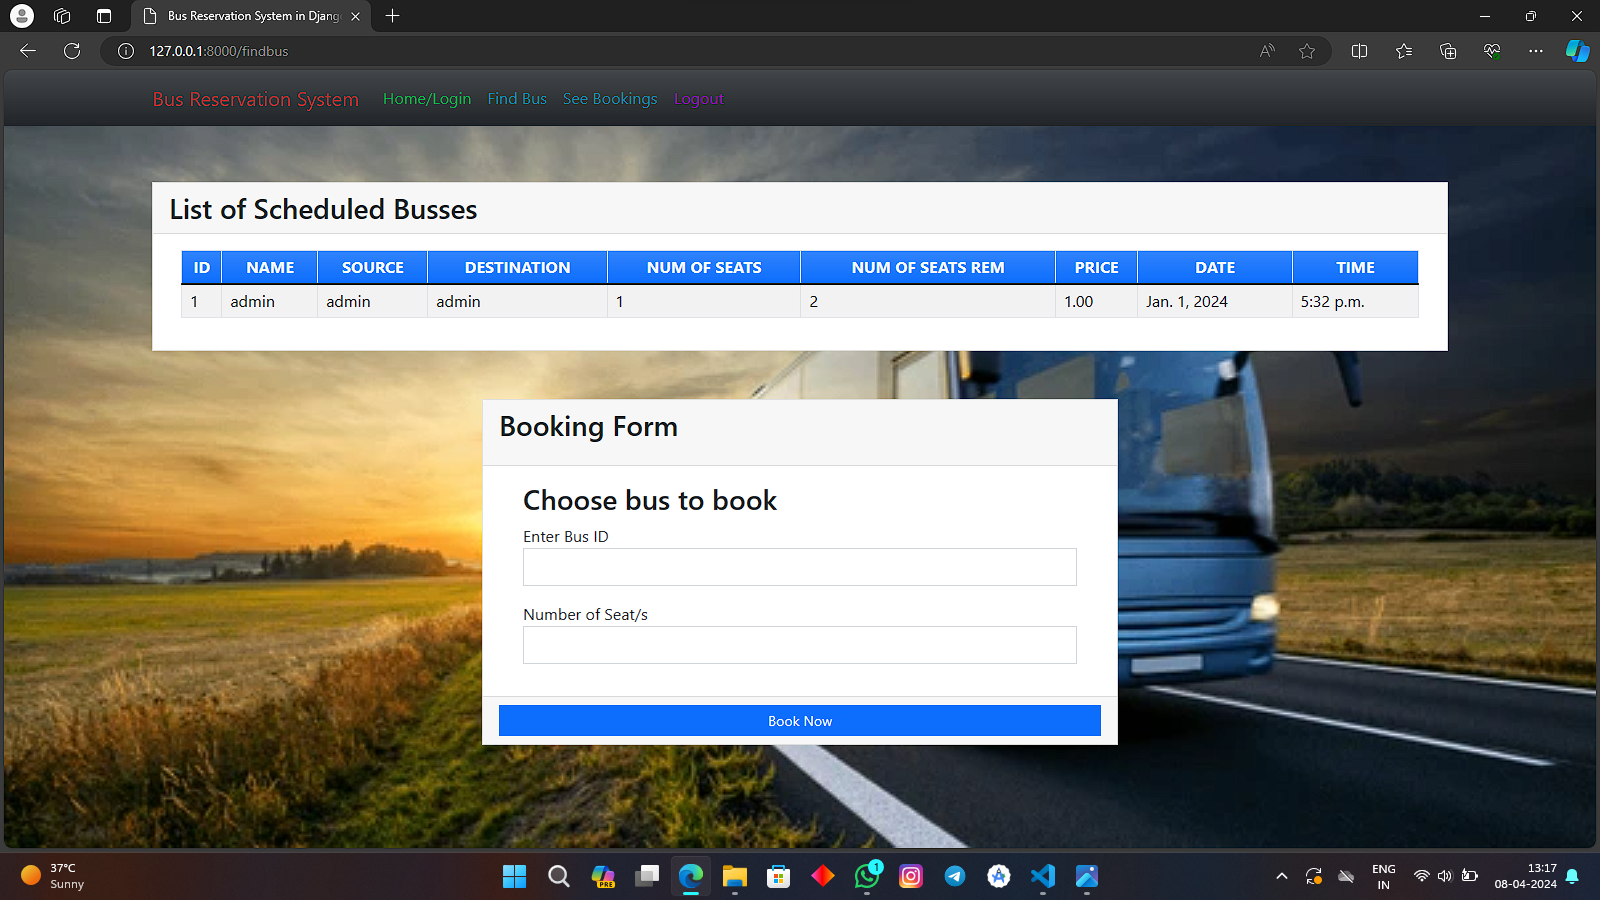 Bus Reservation System in Djang
127.0.0.1:8000/findbus
Bus Reservation System Home/Login Find Bus See Bookings Logout
List of Scheduled Busses
ID NAME SOURCE DESTINATION NUM OF SEATS NUM OF SEATS REM PRICE DATE TIME
1 admin admin admin 1 2 1.00 Jan. 1, 2024 5:32 p.m.
Booking Form
Choose bus to book
Enter Bus ID
Number of Seat/s
Book Now
37°C
Sunny
PRE
1
ENG
IN
13:17
08-04-2024